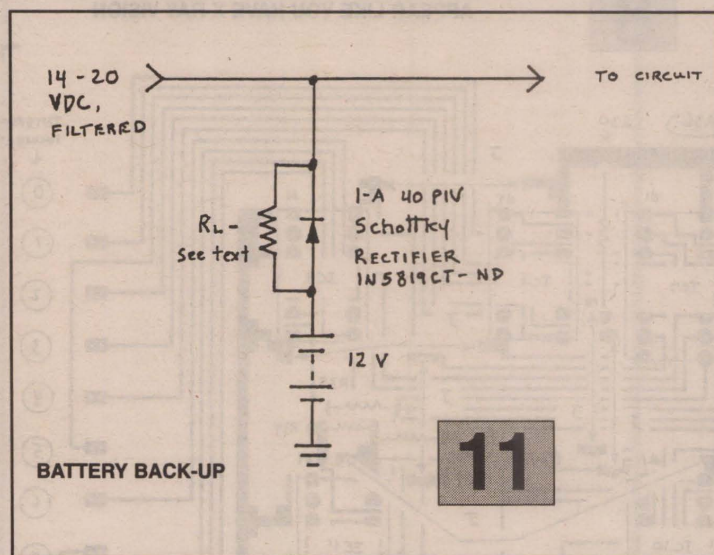 14-20
VDC,
FILTERED
TO CIRCUIT
RL -
see text
1-A 40 PIV
Schottky
RECTIFIER
1N5819CT-ND
12 V
BATTERY BACK-UP
11